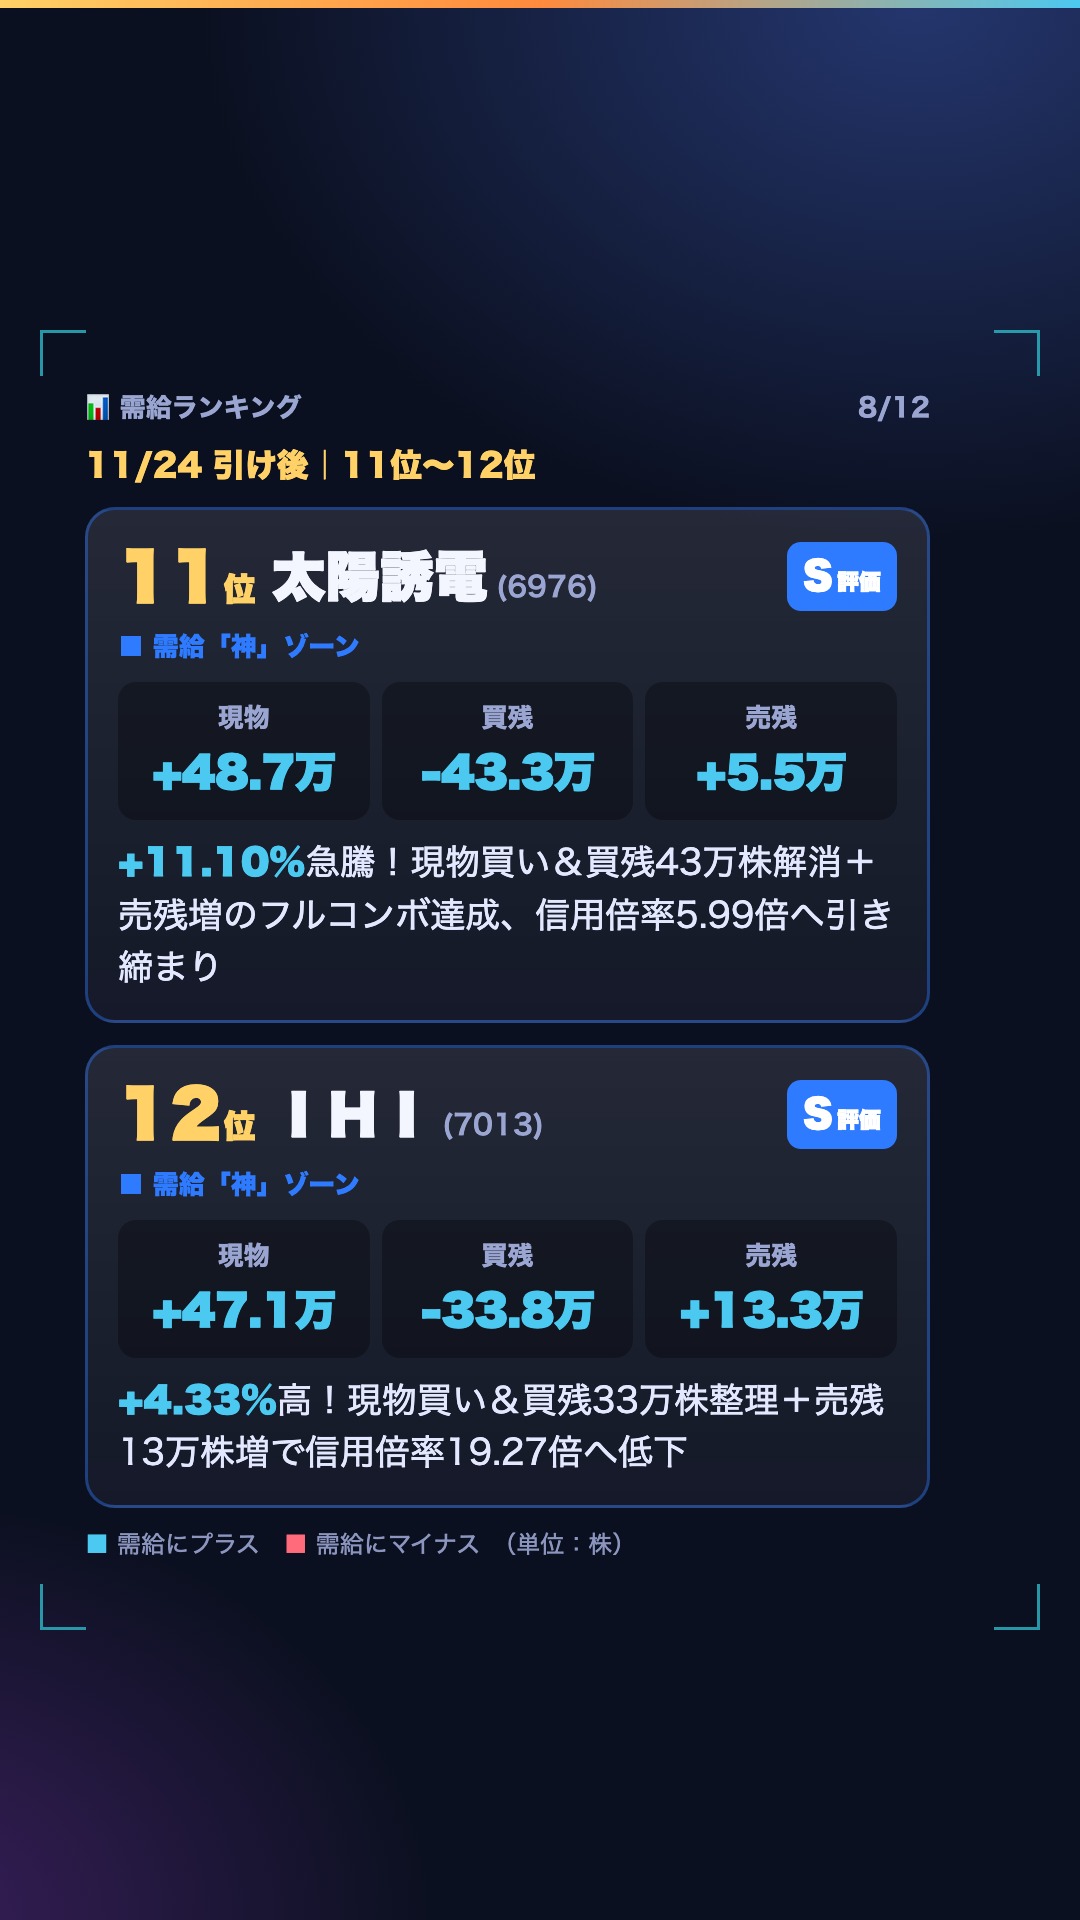 📊 需給ランキング 8/12
11/24 引け後｜11位〜12位
11位 太陽誘電 (6976) S評価
■ 需給「神」ゾーン
現物 買残 売残
+48.7万 -43.3万 +5.5万
+11.10%急騰！現物買い＆買残43万株解消＋
売残増のフルコンボ達成、信用倍率5.99倍へ引き
締まり
12位 ＩＨＩ (7013) S評価
■ 需給「神」ゾーン
現物 買残 売残
+47.1万 -33.8万 +13.3万
+4.33%高！現物買い＆買残33万株整理＋売残
13万株増で信用倍率19.27倍へ低下
■ 需給にプラス ■ 需給にマイナス （単位：株）